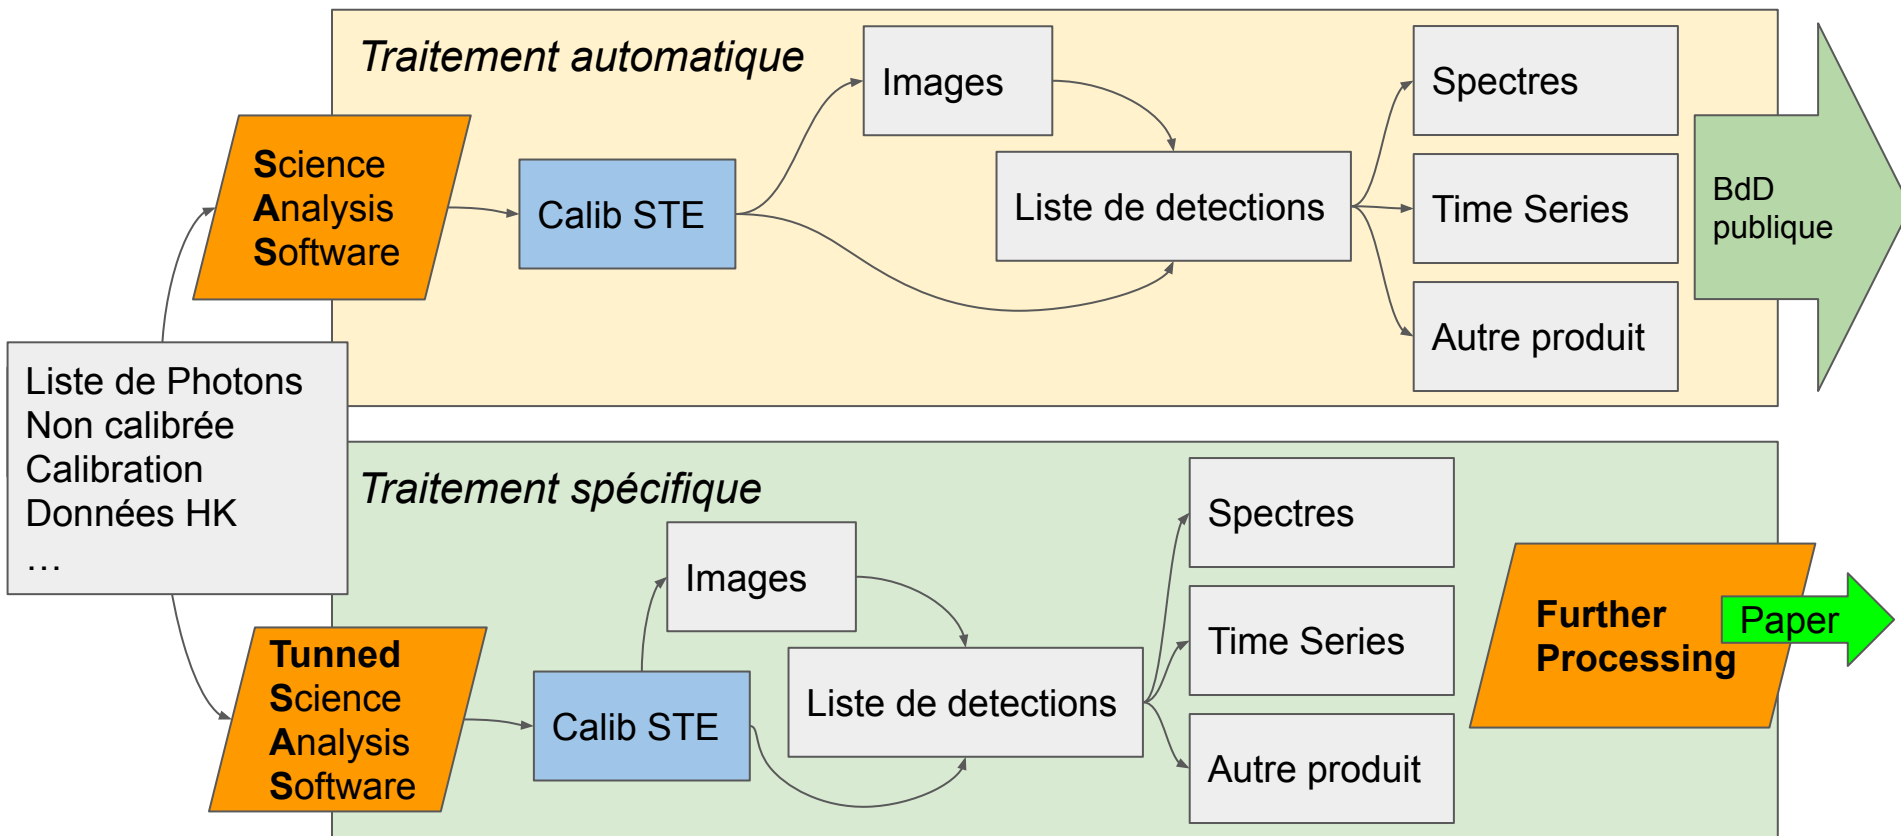 Traitement automatique
Science
Analysis
Software
Calib STE
Images
Liste de detections
Spectres
Time Series
Autre produit
BdD
publique
Liste de Photons
Non calibrée
Calibration
Données HK
…
Traitement spécifique
Tunned
Science
Analysis
Software
Calib STE
Images
Liste de detections
Spectres
Time Series
Autre produit
Further
Processing
Paper